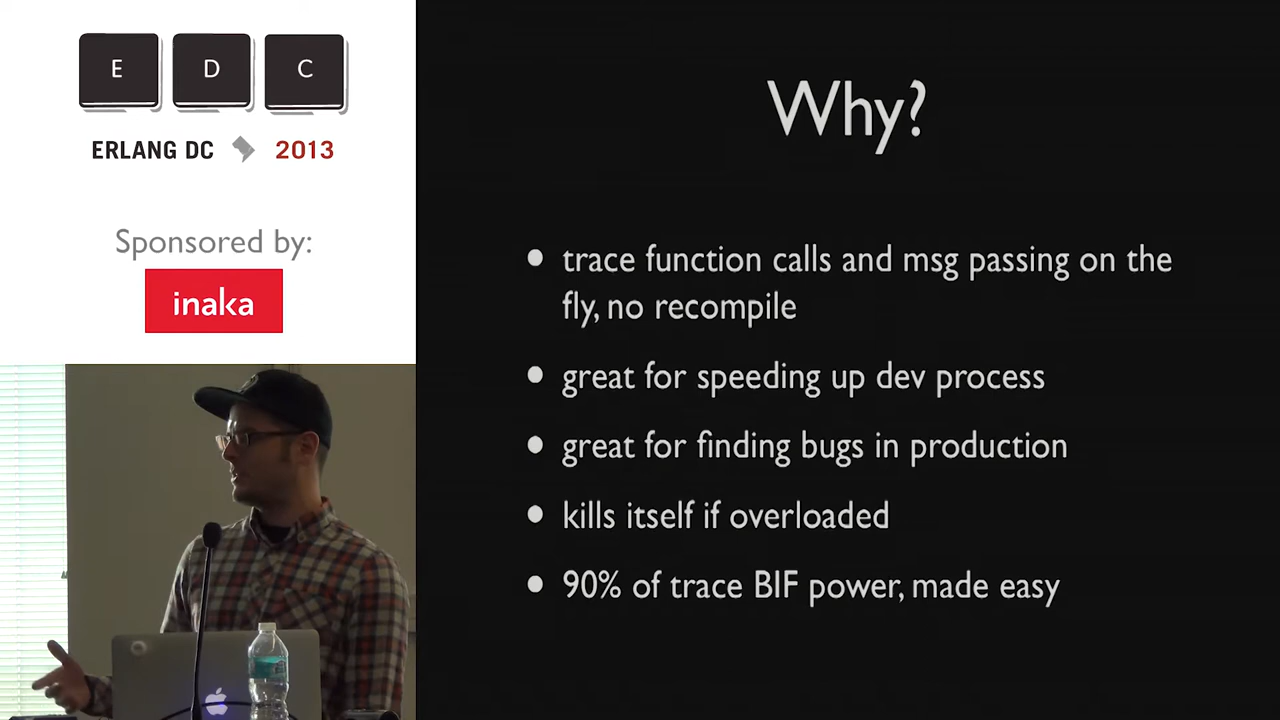 E D C
ERLANG DC 2013
Sponsored by:
inaka
Why?
• trace function calls and msg passing on the
fly, no recompile
• great for speeding up dev process
• great for finding bugs in production
• kills itself if overloaded
• 90% of trace BIF power, made easy